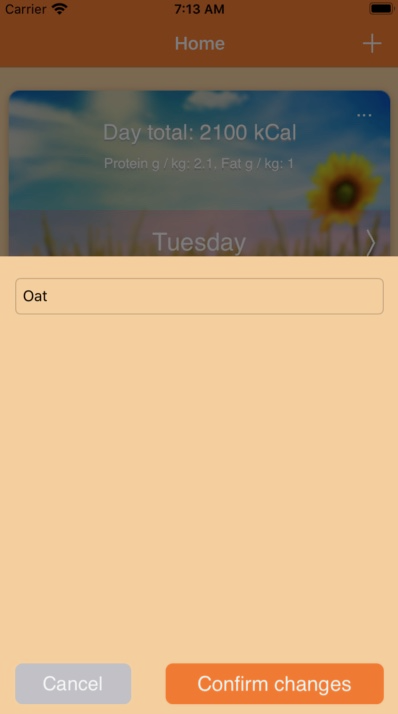 Carrier 7:13 AM
Home
Day total: 2100 kCal
Protein g / kg: 2.1, Fat g / kg: 1
Tuesday
Oat
Cancel Confirm changes